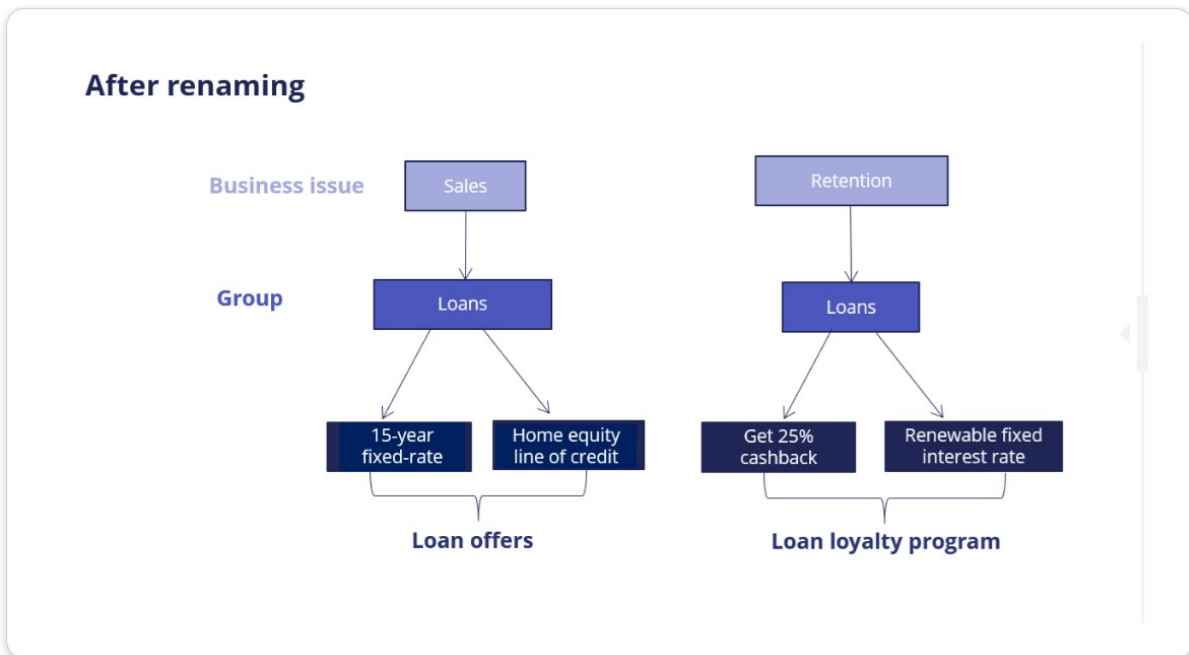 After renaming
Business issue
Sales
Retention
Group
Loans
Loans
15-year
fixed-rate
Home equity
line of credit
Get 25%
cashback
Renewable fixed
interest rate
Loan offers
Loan loyalty program